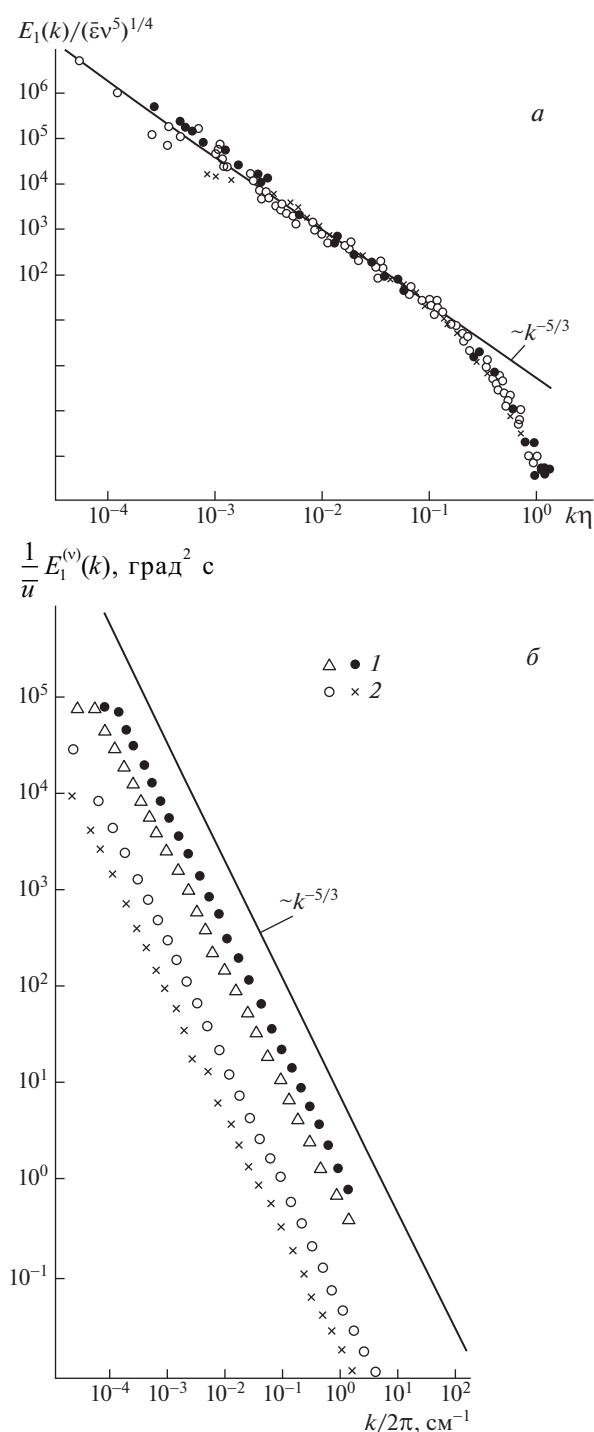 E₁(k)/(ε̄ν⁵)^1/4
а
10⁶
10⁵
10⁴
10³
10²
~k^−5/3
10⁻⁴ 10⁻³ 10⁻² 10⁻¹ 10⁰ kη
1/u̅ E₁^(ν)(k), град² с
б
1
2
10⁵
10⁴
10³
~k^−5/3
10²
10¹
10⁰
10⁻¹
10⁻⁴ 10⁻³ 10⁻² 10⁻¹ 10⁰ 10¹ 10²
k/2π, см⁻¹